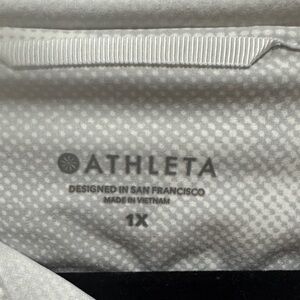 ATHLETA
DESIGNED IN SAN FRANCISCO
MADE IN VIETNAM
1X